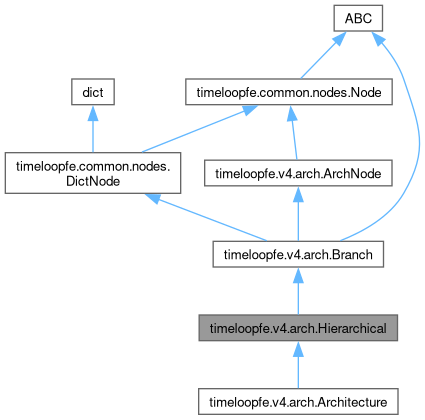 ABC
dict
timeloopfe.common.nodes.Node
timeloopfe.common.nodes.
DictNode
timeloopfe.v4.arch.ArchNode
timeloopfe.v4.arch.Branch
timeloopfe.v4.arch.Hierarchical
timeloopfe.v4.arch.Architecture